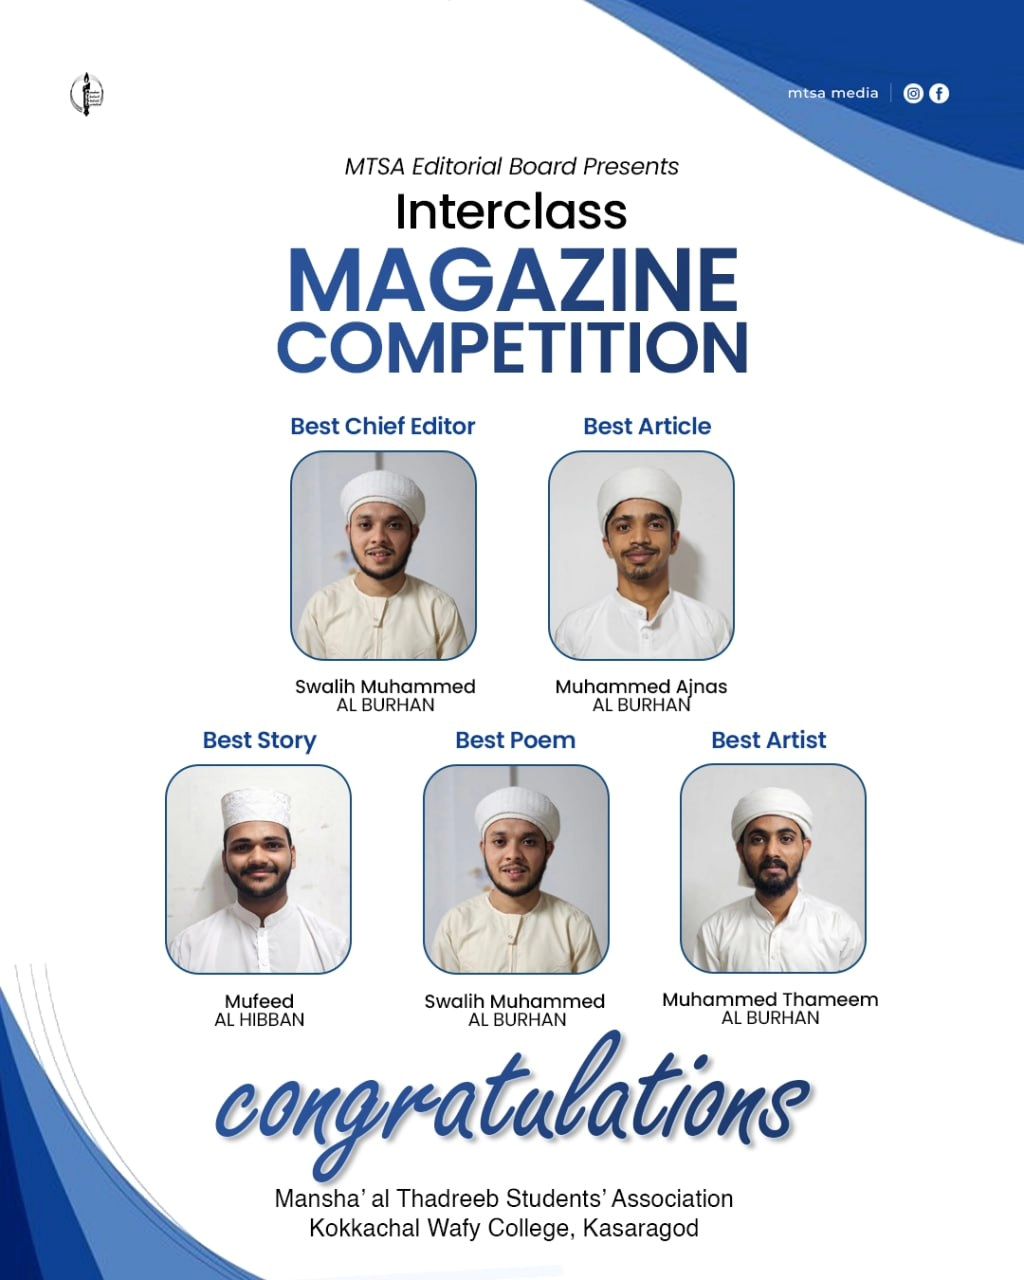 mtsa media
MTSA Editorial Board Presents
Interclass
MAGAZINE
COMPETITION
Best Chief Editor
Best Article
Swalih Muhammed
AL BURHAN
Muhammed Ajnas
AL BURHAN
Best Story
Best Poem
Best Artist
Mufeed
AL HIBBAN
Swalih Muhammed
AL BURHAN
Muhammed Thameem
AL BURHAN
congratulations
Mansha’ al Thadreeb Students’ Association
Kokkachal Wafy College, Kasaragod